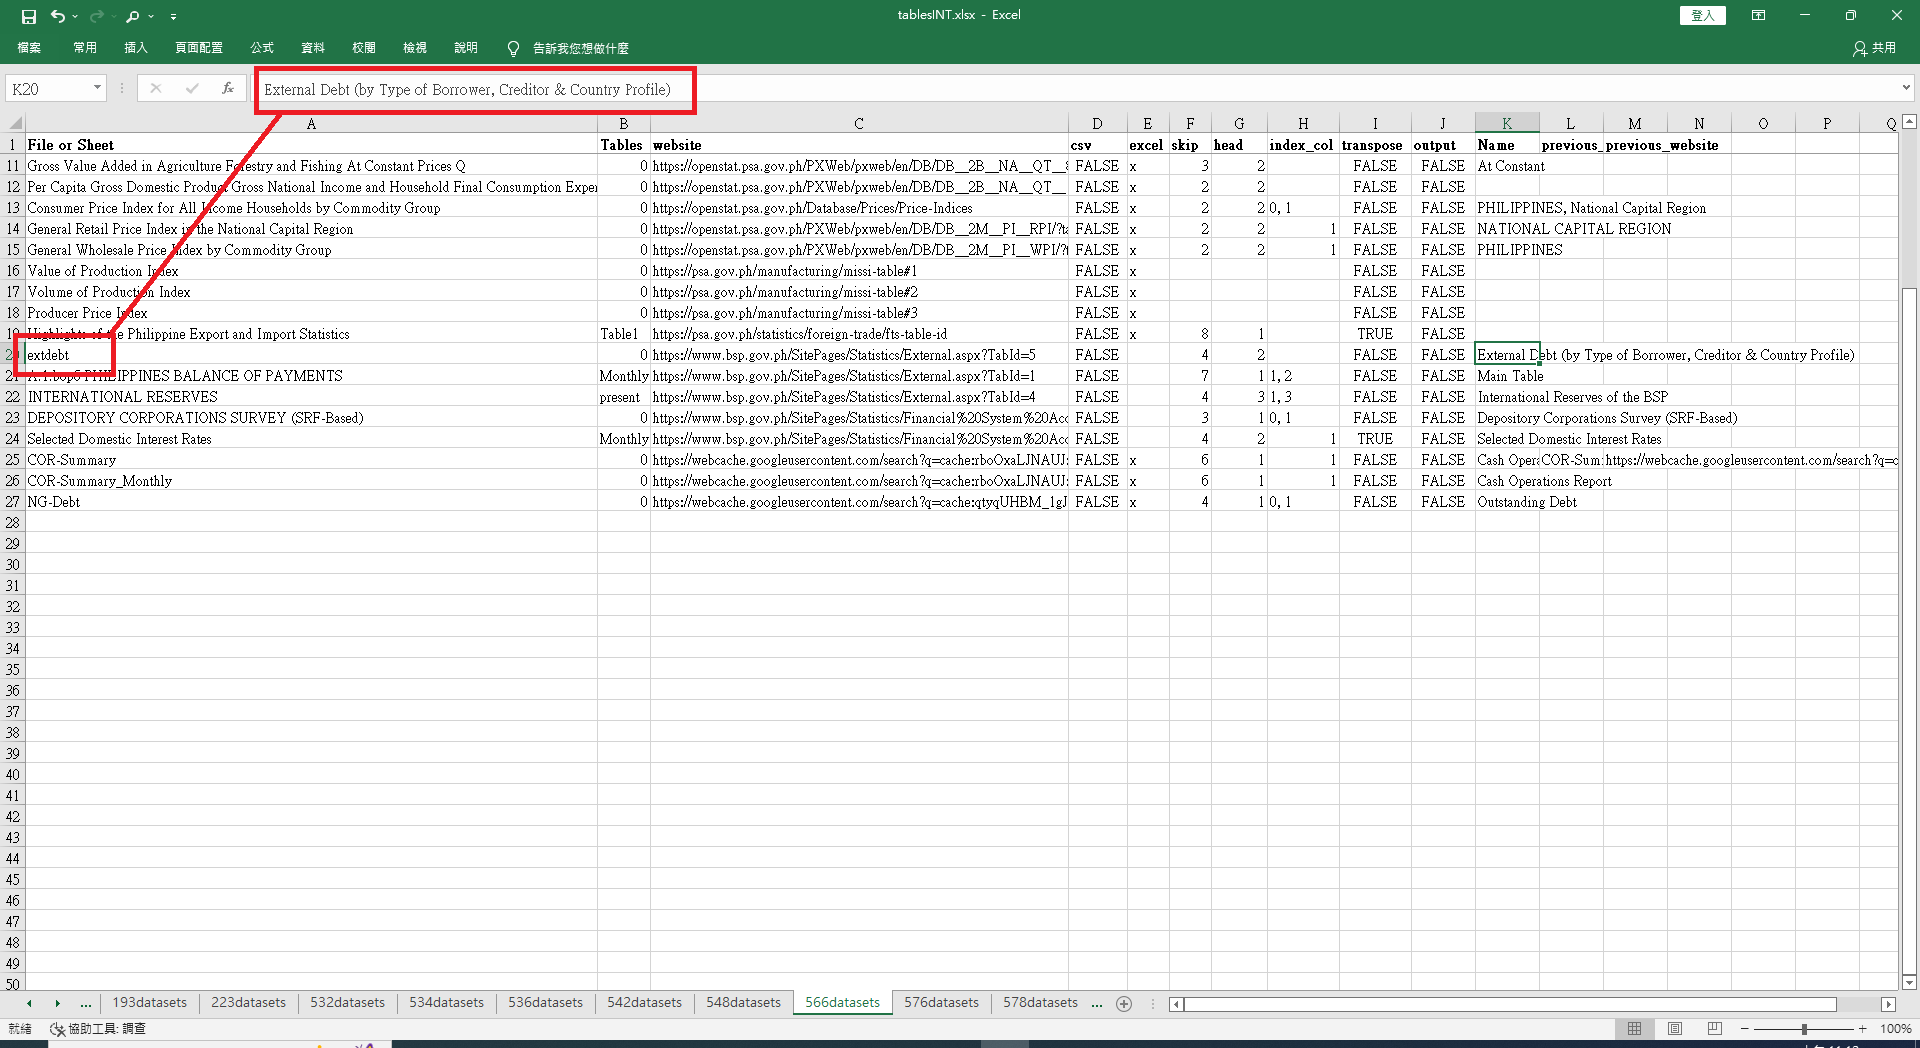 tablesINT.xlsx - Excel
登入
檔案 常用 插入 頁面配置 公式 資料 校閱 檢視 說明 告訴我您想做什麼 共用
K20 fx External Debt (by Type of Borrower, Creditor & Country Profile)
A B C D E F G H I J K L M N O P Q
1 File or Sheet Tables website csv excel skip head index_col transpose output Name previous_ previous_website
11 Gross Value Added in Agriculture Forestry and Fishing At Constant Prices Q 0 https://openstat.psa.gov.ph/PXWeb/pxweb/en/DB/DB__2B__NA__QT__ FALSE x 3 2 FALSE FALSE At Constant
12 Per Capita Gross Domestic Product Gross National Income and Household Final Consumption Exper 0 https://openstat.psa.gov.ph/PXWeb/pxweb/en/DB/DB__2B__NA__QT__ FALSE x 2 2 FALSE FALSE
13 Consumer Price Index for All Income Households by Commodity Group 0 https://openstat.psa.gov.ph/Database/Prices/Price-Indices FALSE x 2 2 0, 1 FALSE FALSE PHILIPPINES, National Capital Region
14 General Retail Price Index in the National Capital Region 0 https://openstat.psa.gov.ph/PXWeb/pxweb/en/DB/DB__2M__PI__RPI/?ta FALSE x 2 2 1 FALSE FALSE NATIONAL CAPITAL REGION
15 General Wholesale Price Index by Commodity Group 0 https://openstat.psa.gov.ph/PXWeb/pxweb/en/DB/DB__2M__PI__WPI/?t FALSE x 2 2 1 FALSE FALSE PHILIPPINES
16 Value of Production Index 0 https://psa.gov.ph/manufacturing/missi-table#1 FALSE x FALSE FALSE
17 Volume of Production Index 0 https://psa.gov.ph/manufacturing/missi-table#2 FALSE x FALSE FALSE
18 Producer Price Index 0 https://psa.gov.ph/manufacturing/missi-table#3 FALSE x FALSE FALSE
19 Highlights of the Philippine Export and Import Statistics Table1 https://psa.gov.ph/statistics/foreign-trade/fts-table-id FALSE x 8 1 TRUE FALSE
20 extdebt 0 https://www.bsp.gov.ph/SitePages/Statistics/External.aspx?TabId=5 FALSE 4 2 FALSE FALSE External Debt (by Type of Borrower, Creditor & Country Profile)
21 A.1.bop6 PHILIPPINES BALANCE OF PAYMENTS Monthly https://www.bsp.gov.ph/SitePages/Statistics/External.aspx?TabId=1 FALSE 7 1 1, 2 FALSE FALSE Main Table
22 INTERNATIONAL RESERVES present https://www.bsp.gov.ph/SitePages/Statistics/External.aspx?TabId=4 FALSE 4 3 1, 3 FALSE FALSE International Reserves of the BSP
23 DEPOSITORY CORPORATIONS SURVEY (SRF-Based) 0 https://www.bsp.gov.ph/SitePages/Statistics/Financial%20System%20Acc FALSE 3 1 0, 1 FALSE FALSE Depository Corporations Survey (SRF-Based)
24 Selected Domestic Interest Rates Monthly https://www.bsp.gov.ph/SitePages/Statistics/Financial%20System%20Acc FALSE 4 2 1 TRUE FALSE Selected Domestic Interest Rates
25 COR-Summary 0 https://webcache.googleusercontent.com/search?q=cache:rboOxaLJNAUJ: FALSE x 6 1 1 FALSE FALSE Cash Opera COR-Sum https://webcache.googleusercontent.com/search?q=c
26 COR-Summary_Monthly 0 https://webcache.googleusercontent.com/search?q=cache:rboOxaLJNAUJ: FALSE x 6 1 1 FALSE FALSE Cash Operations Report
27 NG-Debt 0 https://webcache.googleusercontent.com/search?q=cache:qtyqUHBM_1gJ FALSE x 4 1 0, 1 FALSE FALSE Outstanding Debt
28
29
30
31
32
33
34
35
36
37
38
39
40
41
42
43
44
45
46
47
48
49
50
... 193datasets 223datasets 532datasets 534datasets 536datasets 542datasets 548datasets 566datasets 576datasets 578datasets ...
就緒 協助工具: 調查 100%